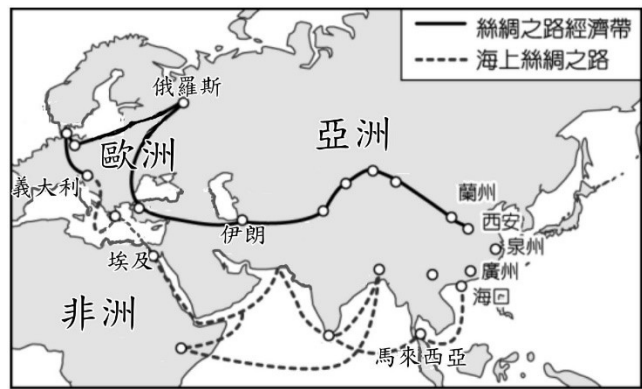 絲綢之路經濟帶
海上絲綢之路
俄羅斯
歐洲
亞洲
義大利
蘭州
西安
伊朗
泉州
埃及
廣州
海口
非洲
馬來西亞